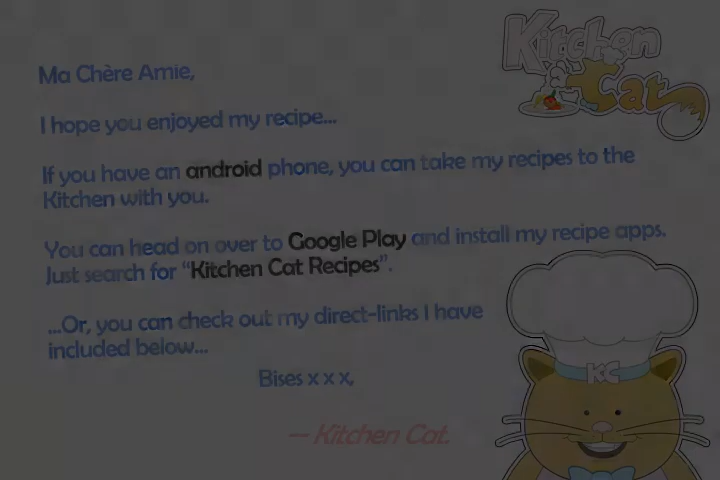 Kitchen
Cat
Ma Chère Amie,
I hope you enjoyed my recipe...
If you have an android phone, you can take my recipes to the
Kitchen with you.
You can head on over to Google Play and install my recipe apps.
Just search for “Kitchen Cat Recipes”.
...Or, you can check out my direct-links I have
included below...
Bises x x x,
— Kitchen Cat.
KC